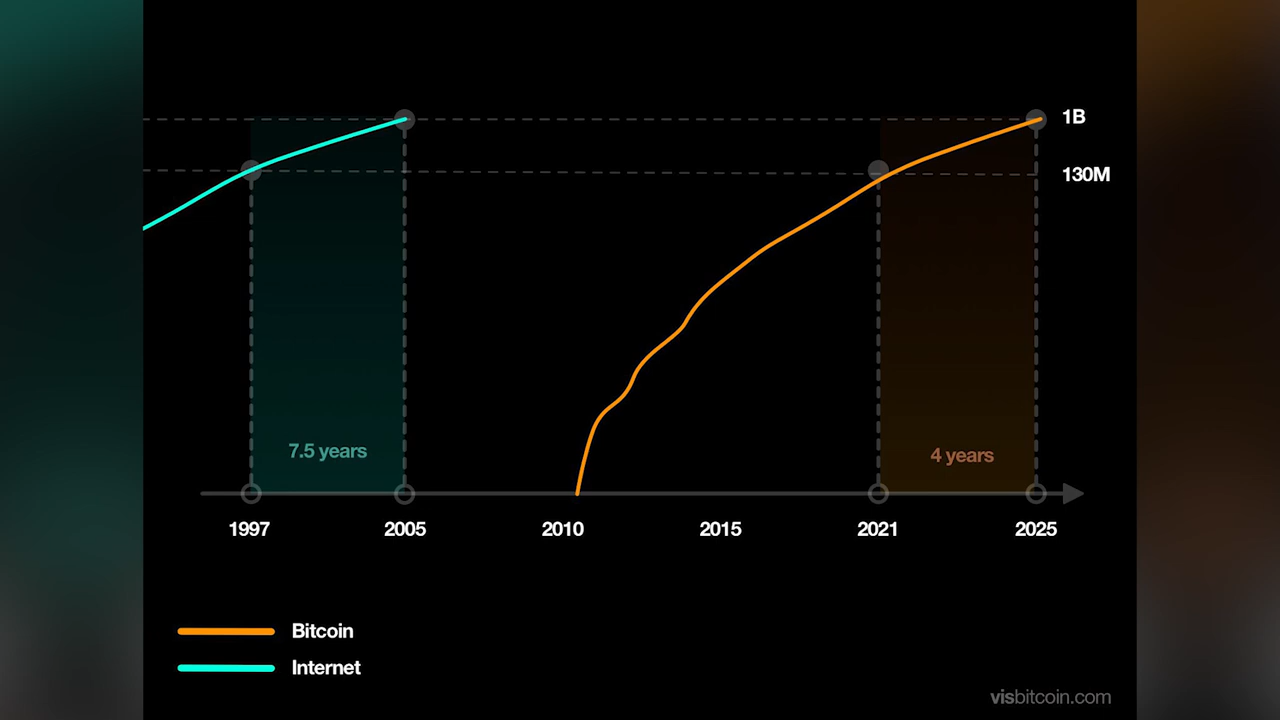 1B
130M
7.5 years
4 years
1997 2005 2010 2015 2021 2025
Bitcoin
Internet
visbitcoin.com